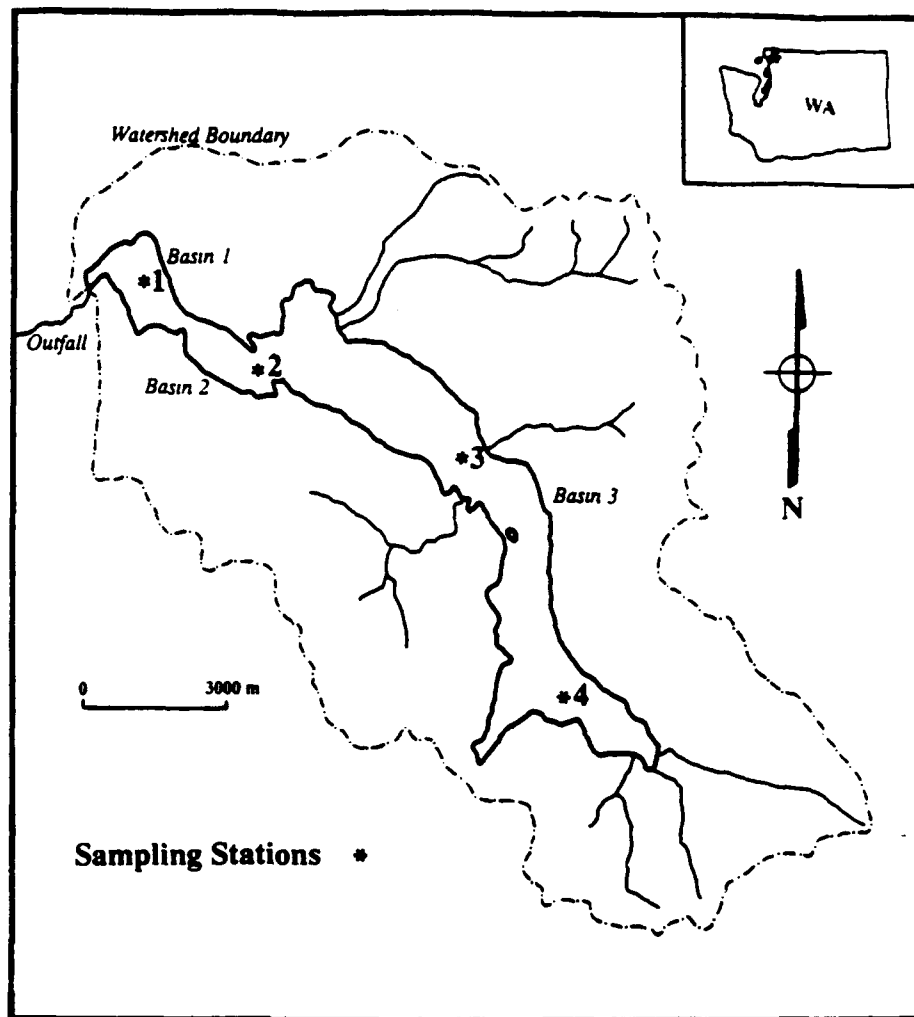 WA
Watershed Boundary
Basin 1
*1
Outfall
*2
Basin 2
*3
Basin 3
N
0 3000 m
*4
Sampling Stations *